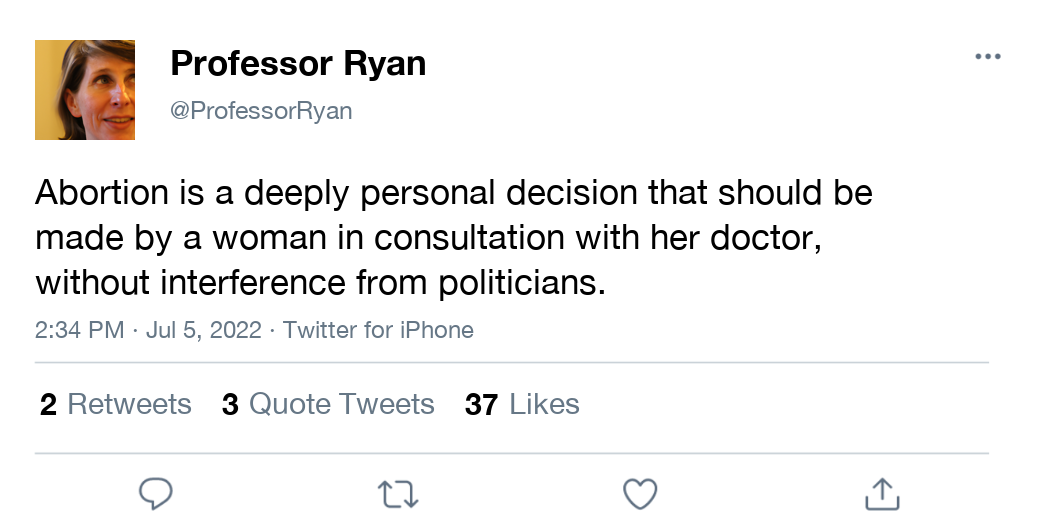 Professor Ryan
@ProfessorRyan
Abortion is a deeply personal decision that should be
made by a woman in consultation with her doctor,
without interference from politicians.
2:34 PM · Jul 5, 2022 · Twitter for iPhone
2 Retweets 3 Quote Tweets 37 Likes